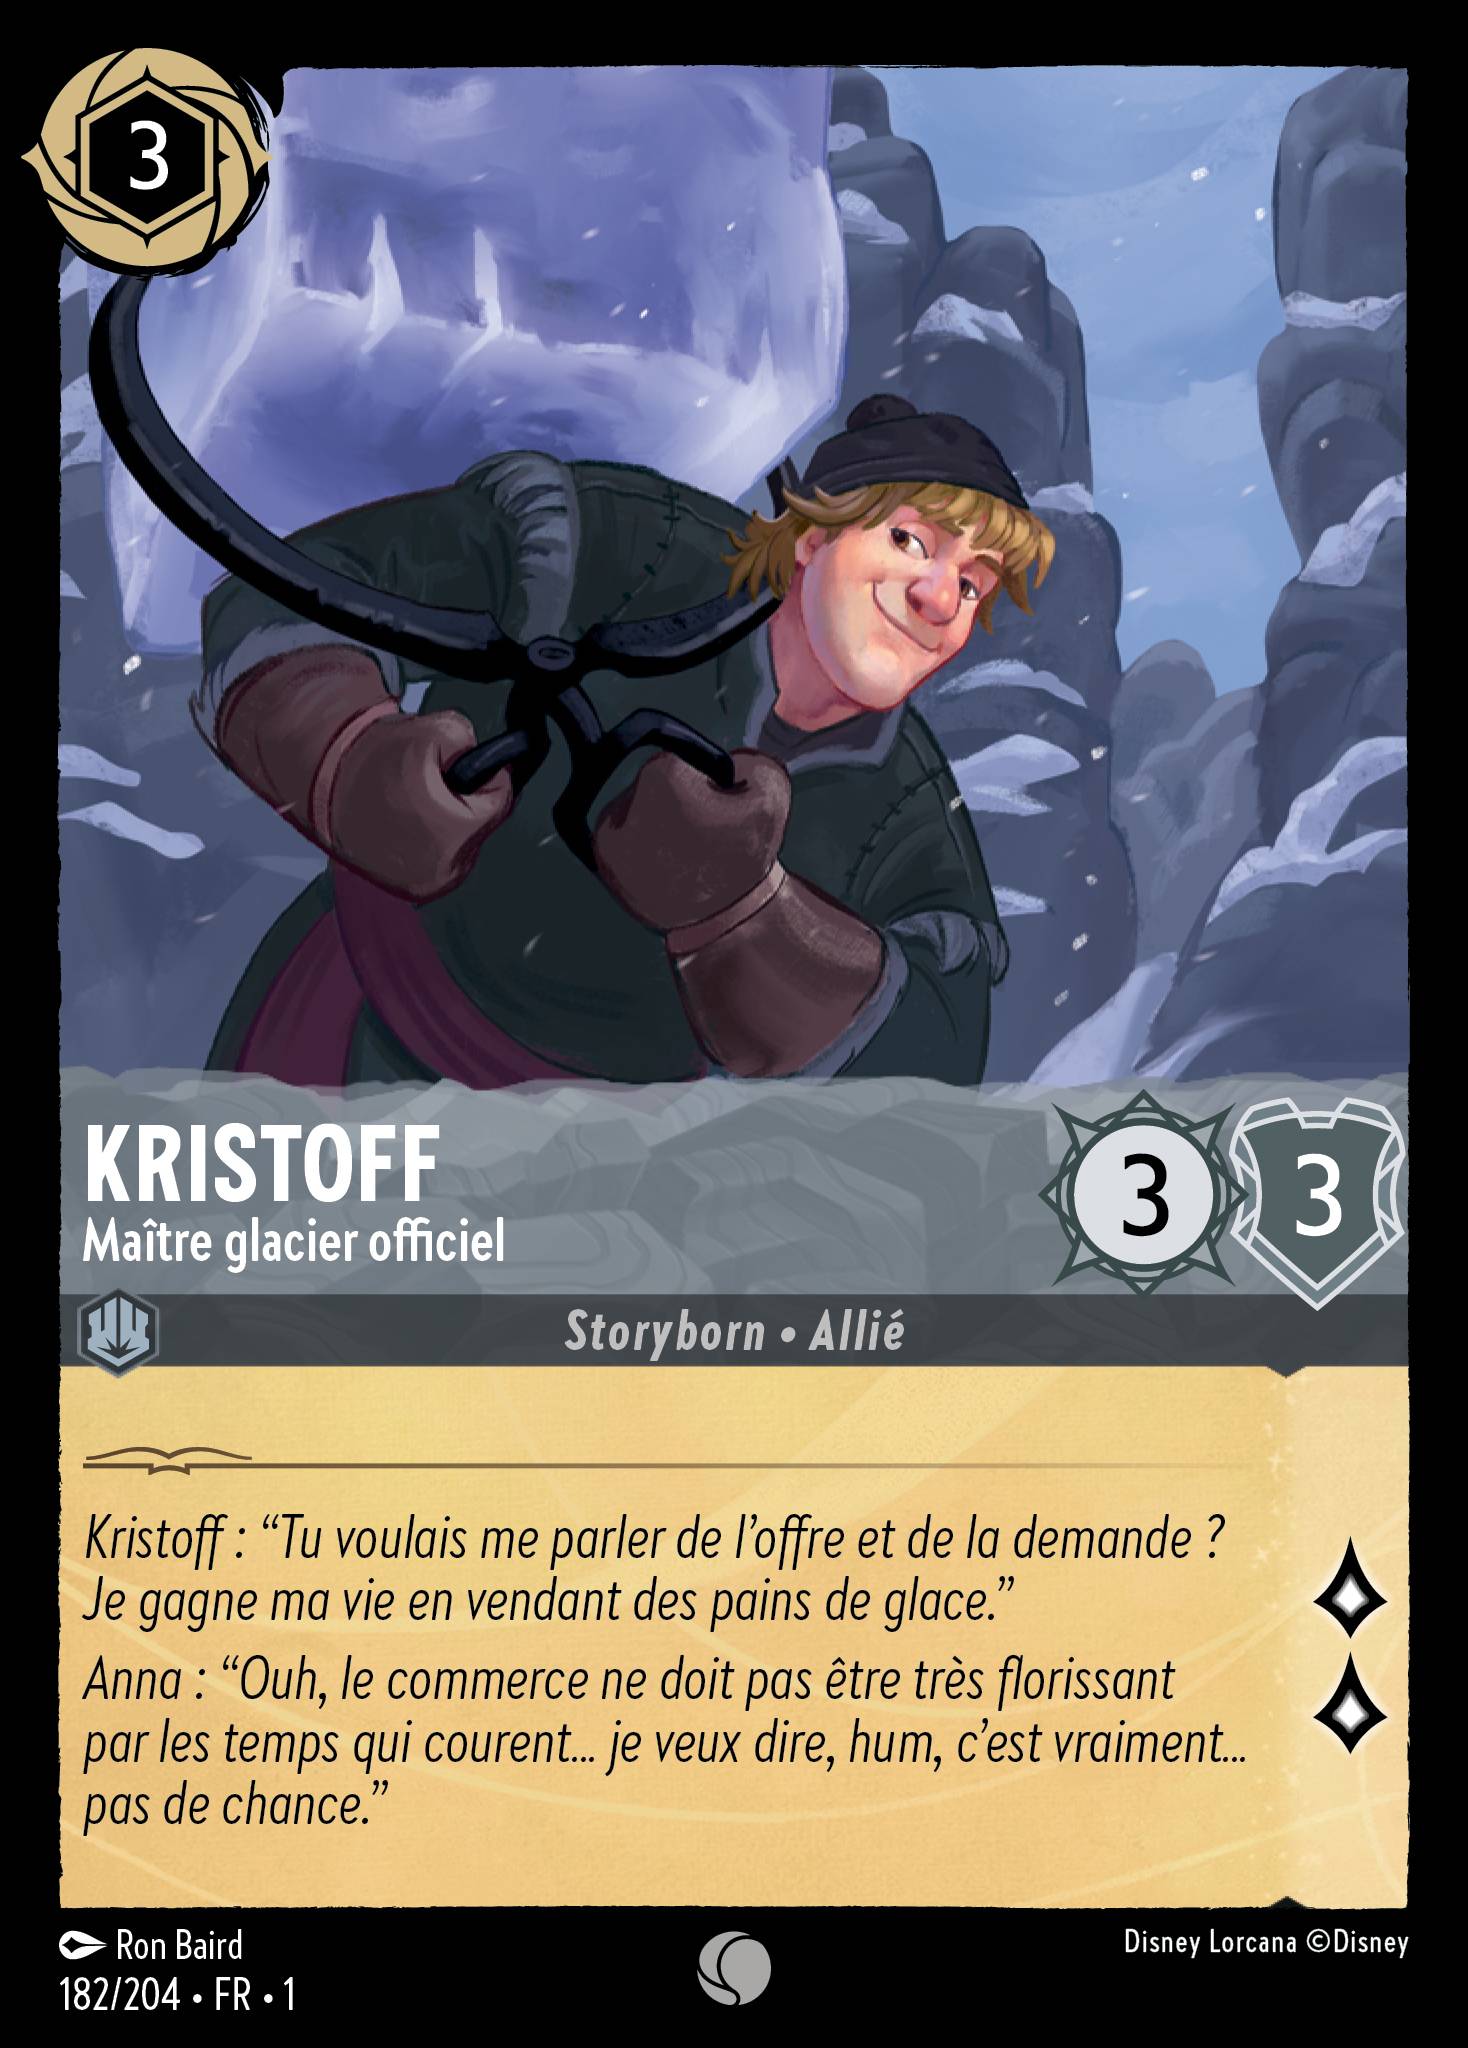 3
KRISTOFF
Maître glacier officiel
3
3
Storyborn • Allié
Kristoff : “Tu voulais me parler de l’offre et de la demande ?
Je gagne ma vie en vendant des pains de glace.”
Anna : “Ouh, le commerce ne doit pas être très florissant
par les temps qui courent... je veux dire, hum, c’est vraiment...
pas de chance.”
Ron Baird
182/204 • FR • 1
Disney Lorcana ©Disney